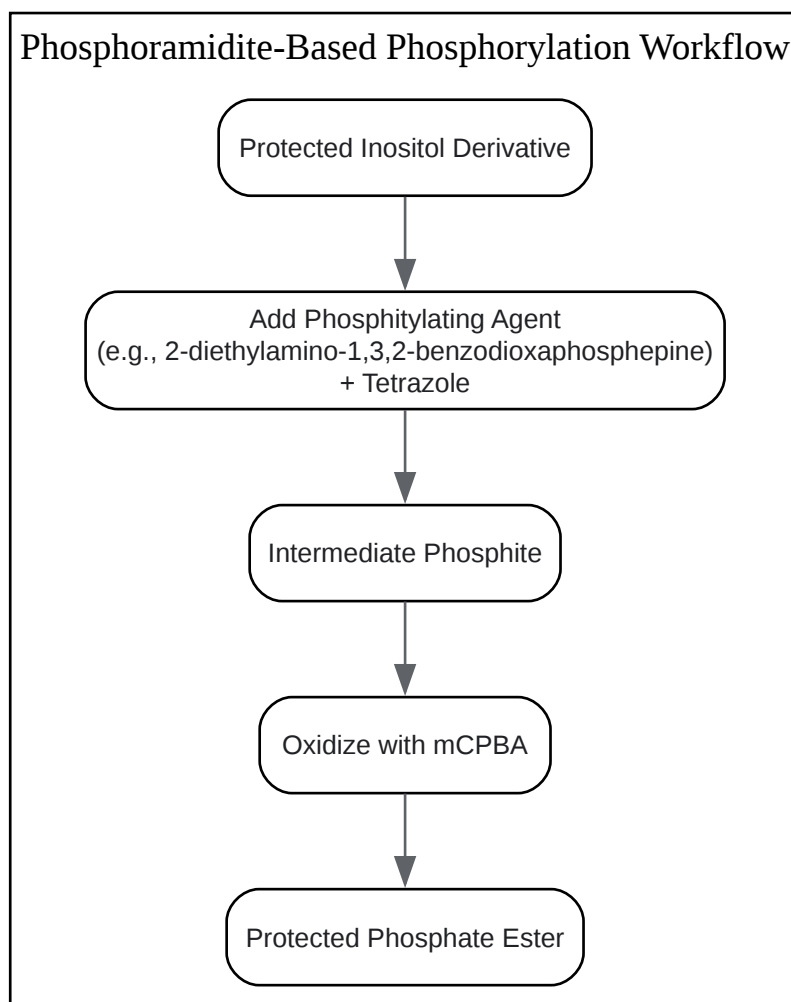 Phosphoramidite-Based Phosphorylation Workflow
Protected Inositol Derivative
Add Phosphitylating Agent
(e.g., 2-diethylamino-1,3,2-benzodioxaphosphepine)
+ Tetrazole
Intermediate Phosphite
Oxidize with mCPBA
Protected Phosphate Ester